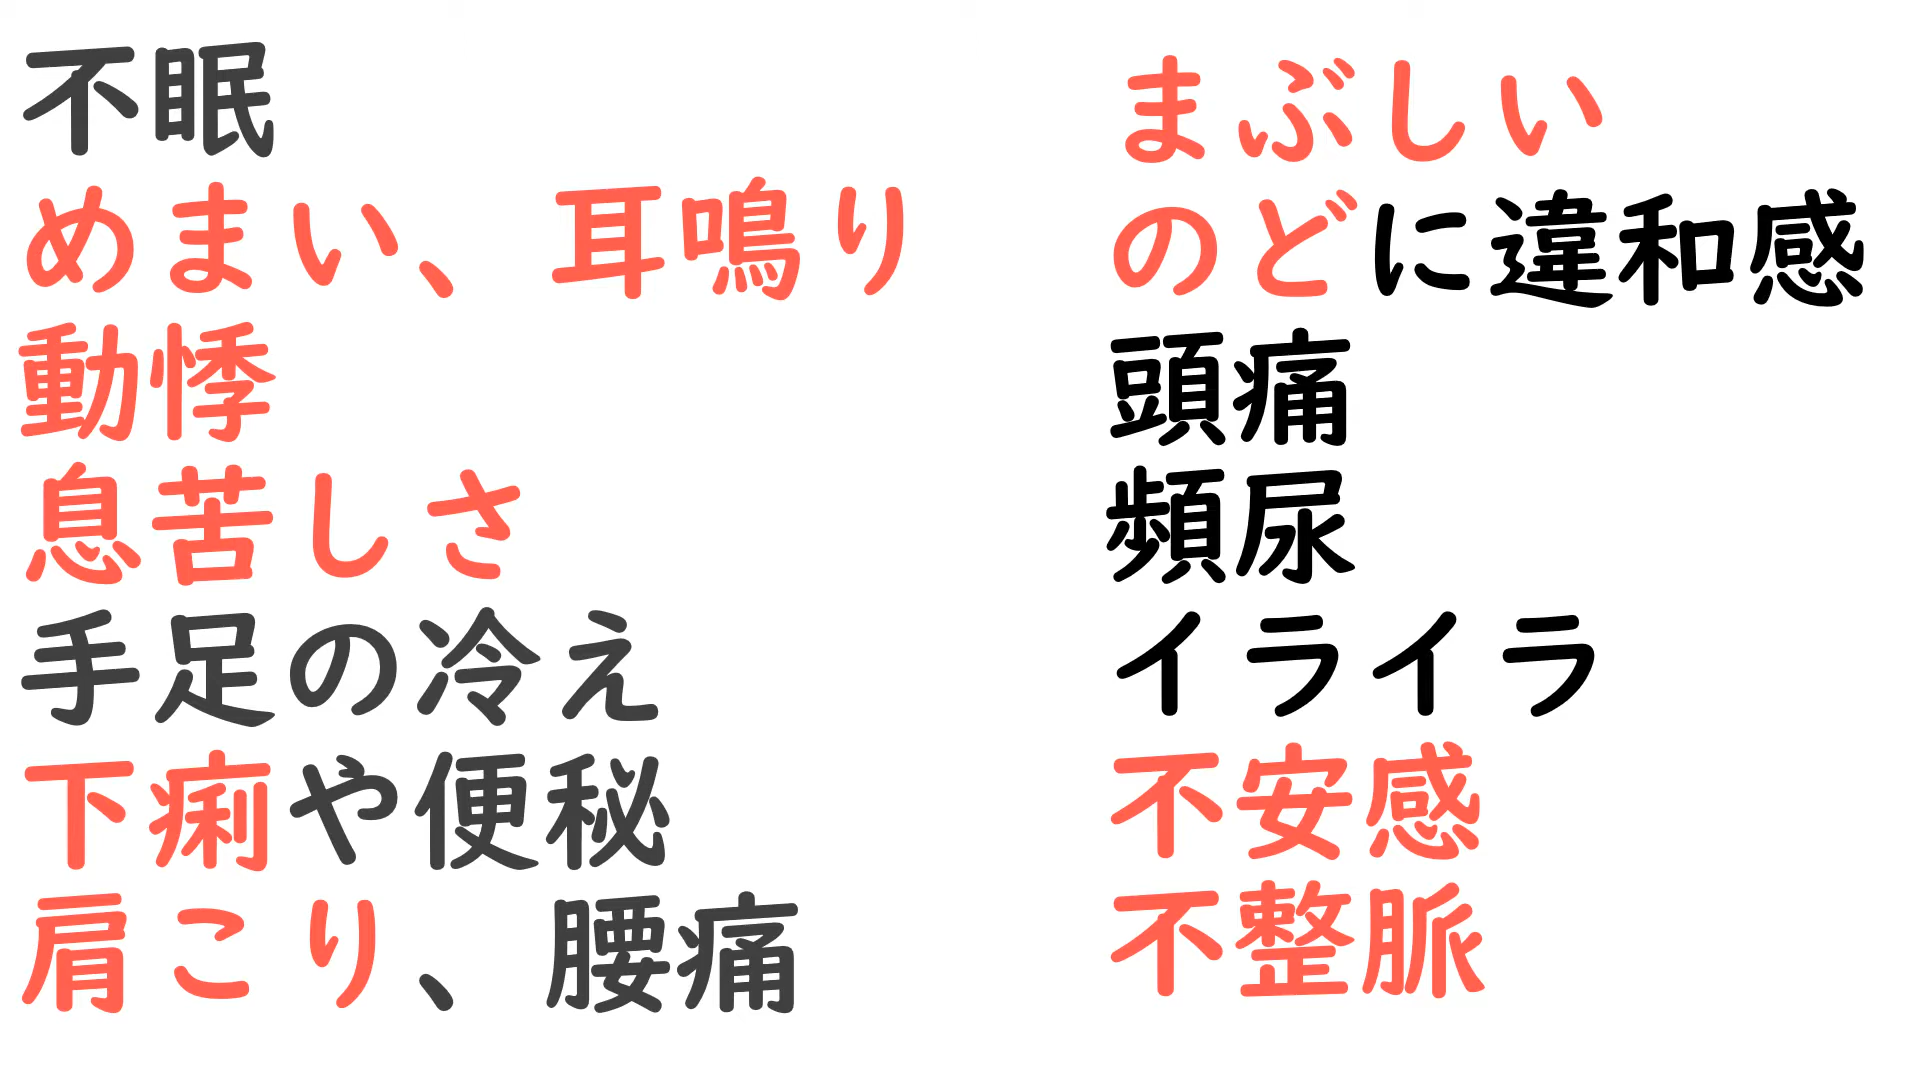 不眠
めまい、耳鳴り
動悸
息苦しさ
手足の冷え
下痢や便秘
肩こり、腰痛
まぶしい
のどに違和感
頭痛
頻尿
イライラ
不安感
不整脈